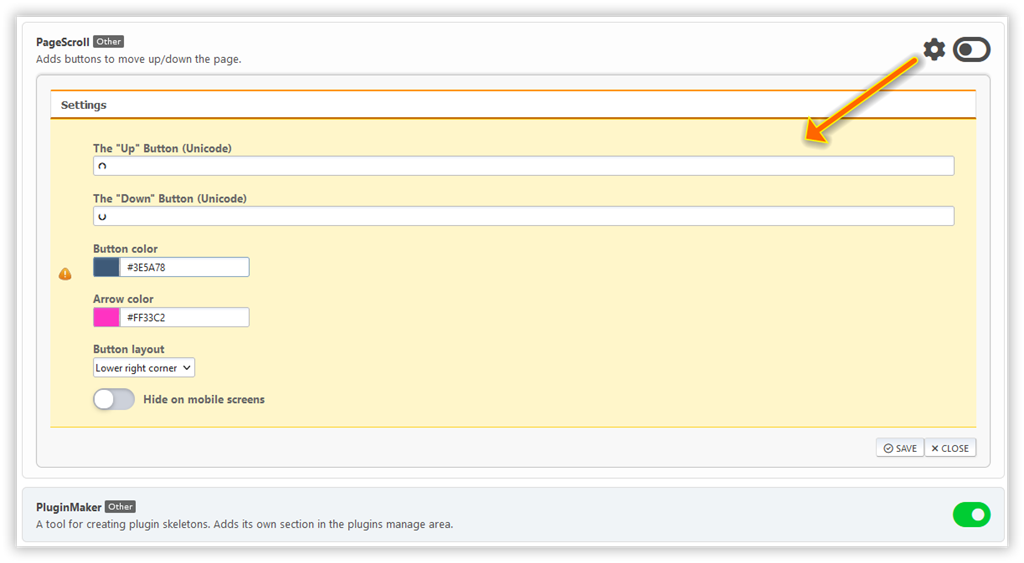 PageScroll Other
Adds buttons to move up/down the page.
Settings
The "Up" Button (Unicode)
The "Down" Button (Unicode)
Button color
#3E5A78
Arrow color
#FF33C2
Button layout
Lower right corner
Hide on mobile screens
SAVE CLOSE
PluginMaker Other
A tool for creating plugin skeletons. Adds its own section in the plugins manage area.